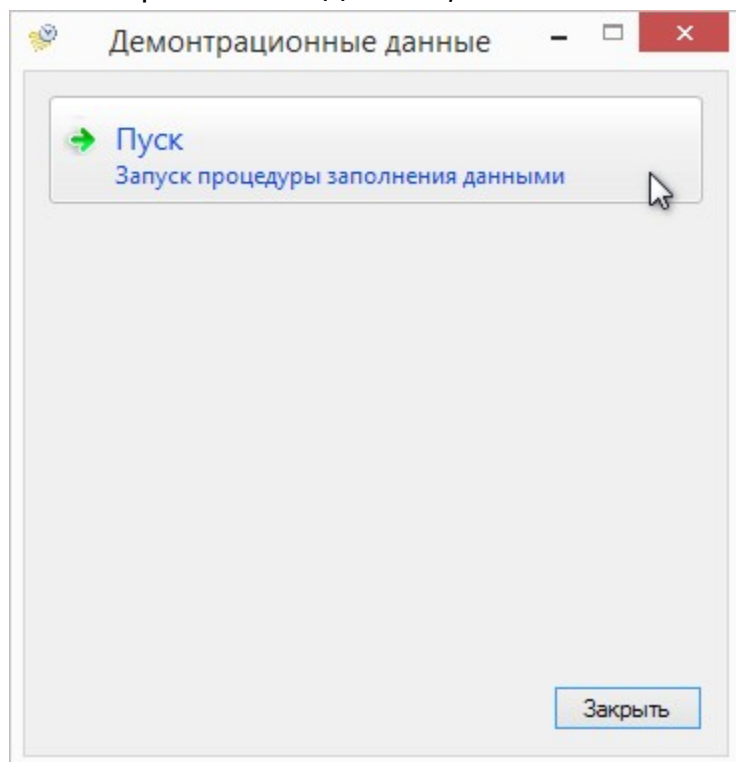 Демонтрационные данные
Пуск
Запуск процедуры заполнения данными
Закрыть